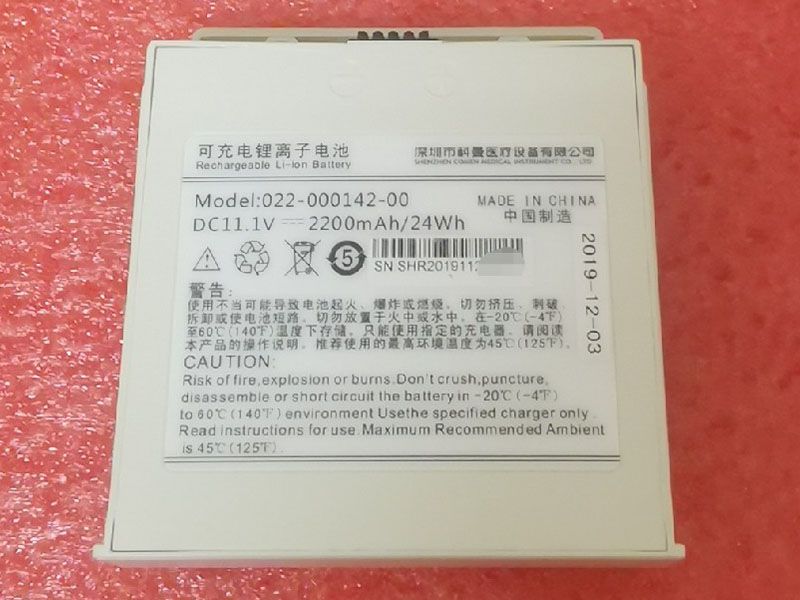 可充电锂离子电池
Rechargeable Li-Ion Battery
深圳市科曼医疗设备有限公司
SHENZHEN COMEN MEDICAL INSTRUMENT CO., LTD.
Model:022-000142-00
MADE IN CHINA
DC11.1V 2200mAh/24Wh
中国制造
5
SN SHR201911
2019-12-03
警告:
使用不当可能导致电池起火、爆炸或燃烧。切勿挤压、刺破、
拆卸或使电池短路。切勿放置于火中或水中。在-20℃(-4℉)
至60℃(140℉)温度下存储。只能使用指定的充电器。请阅读
本产品的操作说明。推荐使用的最高环境温度为45℃(125℉).
CAUTION:
Risk of fire,explosion or burns.Don't crush,puncture,
disassemble or short circuit the battery in -20℃(-4℉)
to 60℃(140℉) environment Usethe specified charger only .
Read instructions for use.Maximum Recommended Ambient
is 45℃(125℉).